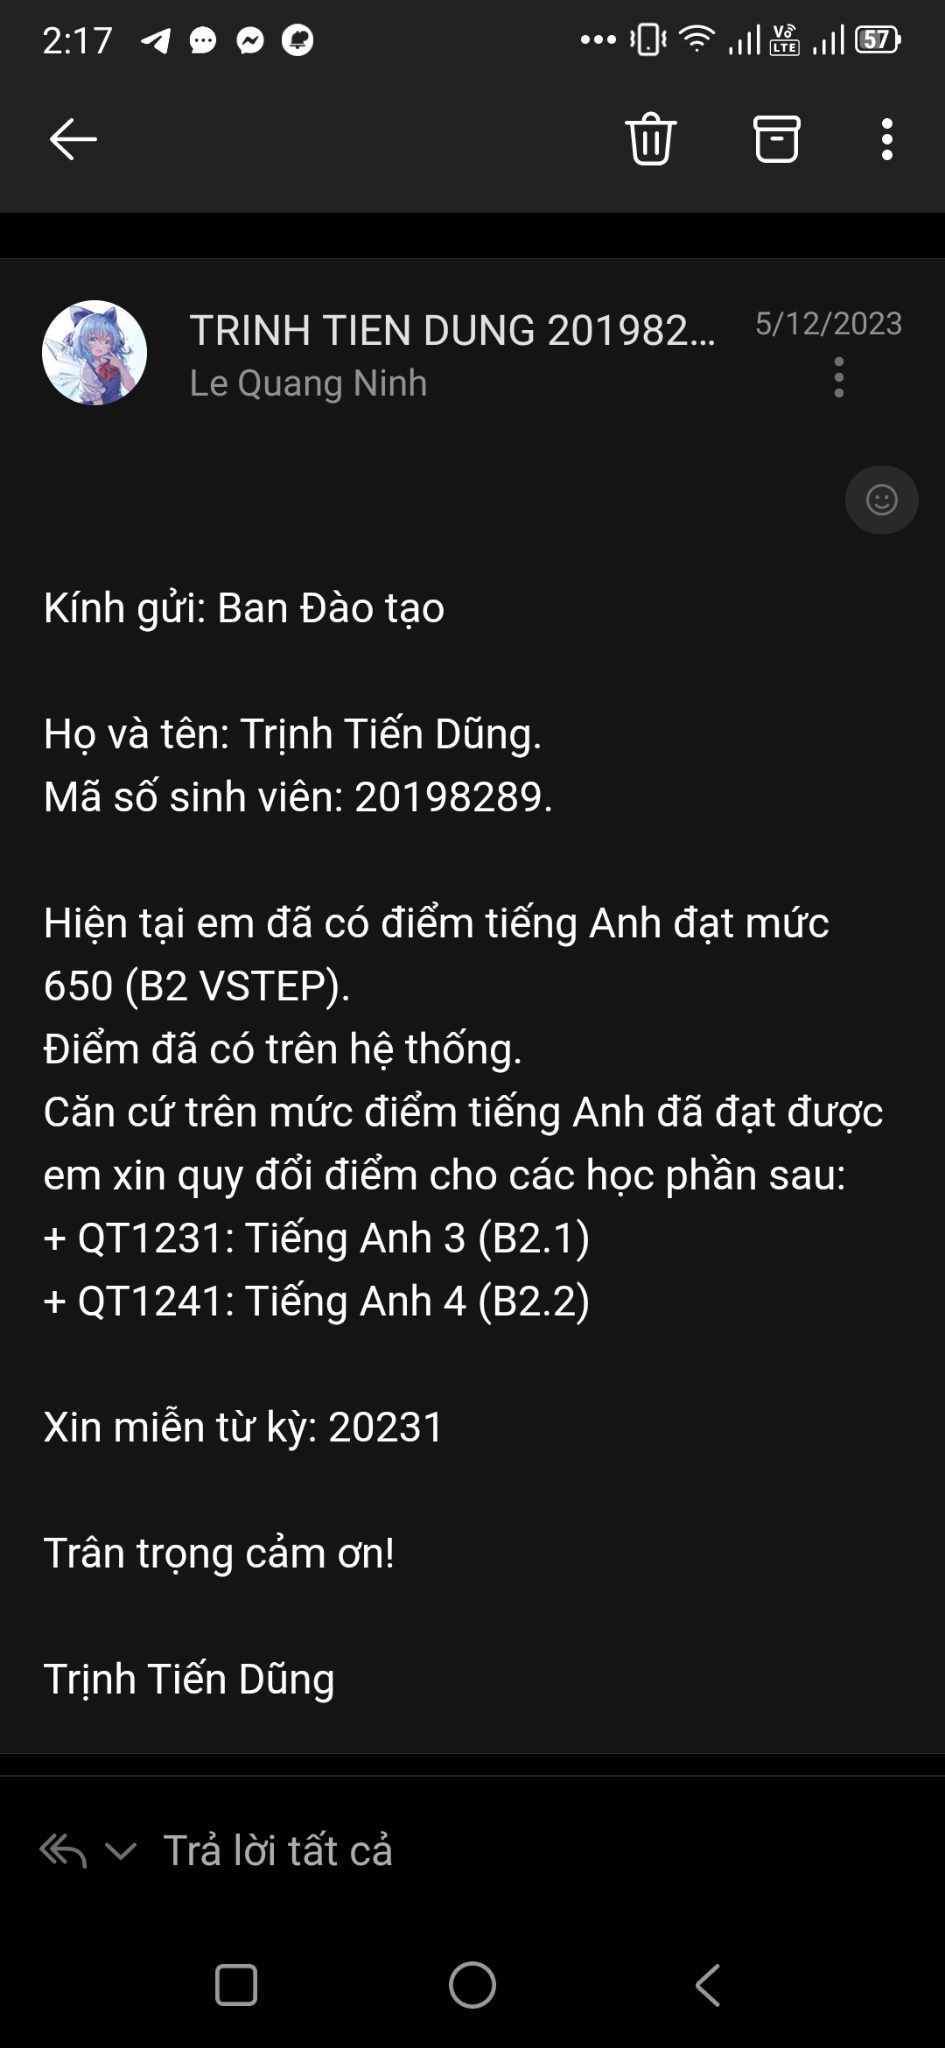 2:17
Vo LTE
57
TRINH TIEN DUNG 201982...
5/12/2023
Le Quang Ninh
Kính gửi: Ban Đào tạo
Họ và tên: Trịnh Tiến Dũng.
Mã số sinh viên: 20198289.
Hiện tại em đã có điểm tiếng Anh đạt mức
650 (B2 VSTEP).
Điểm đã có trên hệ thống.
Căn cứ trên mức điểm tiếng Anh đã đạt được
em xin quy đổi điểm cho các học phần sau:
+ QT1231: Tiếng Anh 3 (B2.1)
+ QT1241: Tiếng Anh 4 (B2.2)
Xin miễn từ kỳ: 20231
Trân trọng cảm ơn!
Trịnh Tiến Dũng
Trả lời tất cả